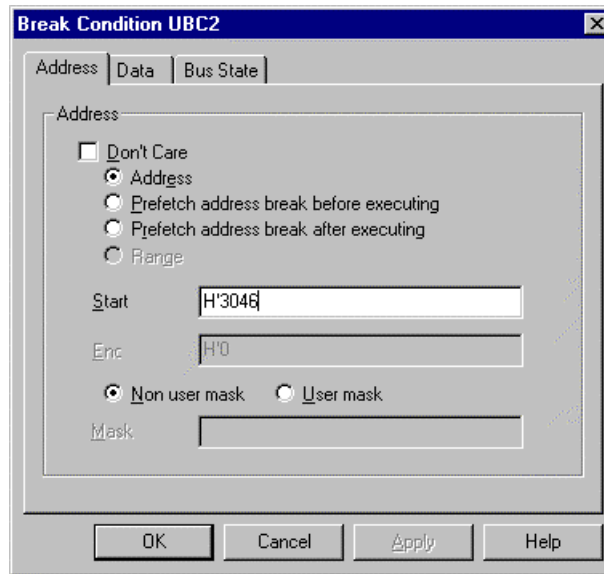 Break Condition UBC2
Address Data Bus State
Address
Don't Care
Address
Prefetch address break before executing
Prefetch address break after executing
Range
Start H'3046
End H'0
Non user mask User mask
Mask
OK Cancel Apply Help